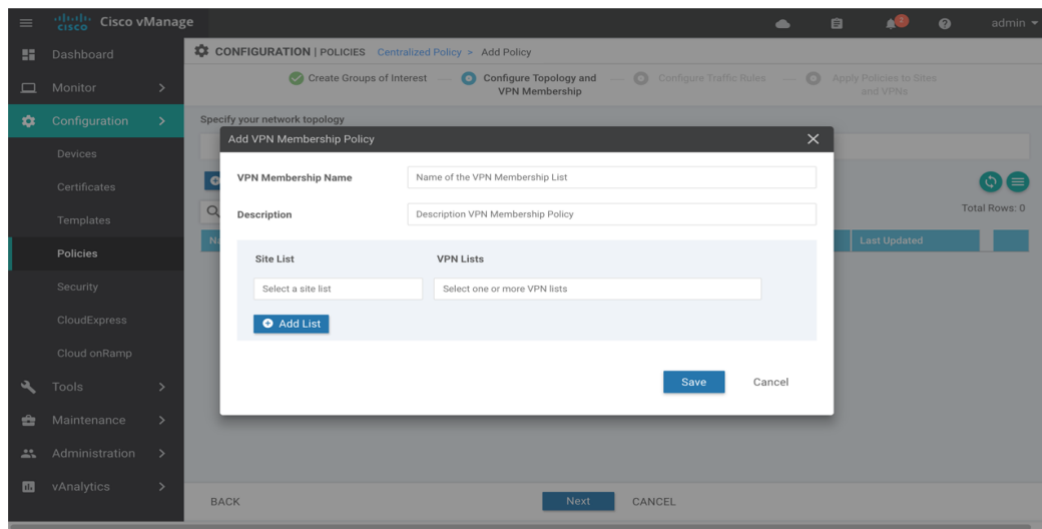 CISCO Cisco vManage
admin
Dashboard
Monitor
Configuration
Devices
Certificates
Templates
Policies
Security
CloudExpress
Cloud onRamp
Tools
Maintenance
Administration
vAnalytics
CONFIGURATION | POLICIES Centralized Policy > Add Policy
Create Groups of Interest
Configure Topology and
VPN Membership
Configure Traffic Rules
Apply Policies to Sites
and VPNs
Specify your network topology
Add VPN Membership Policy
VPN Membership Name
Name of the VPN Membership List
Description
Description VPN Membership Policy
Site List
VPN Lists
Select a site list
Select one or more VPN lists
Add List
Save
Cancel
Total Rows: 0
Last Updated
BACK
Next
CANCEL